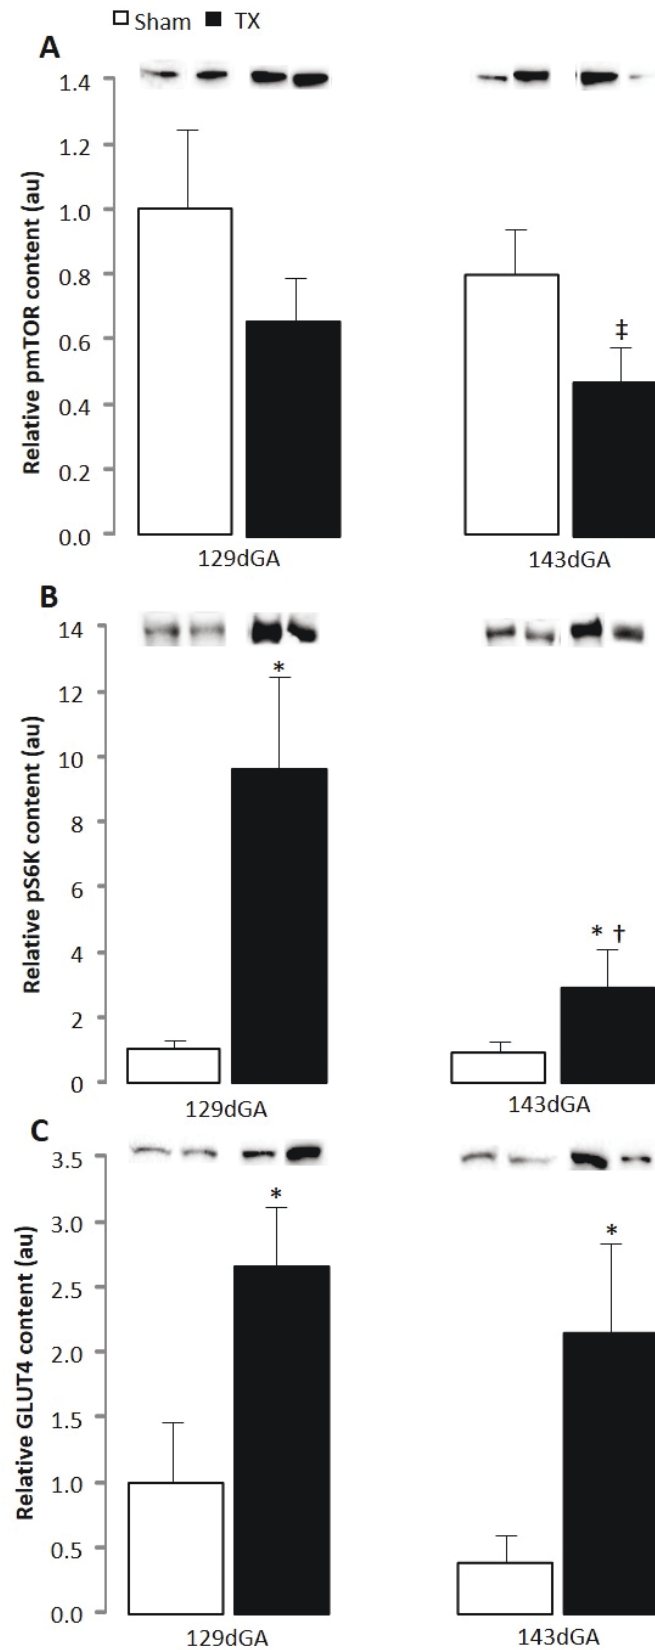 Sham TX
A
Relative pmTOR content (au)
1.4
1.2
1.0
0.8
0.6
0.4
0.2
0.0
‡
129dGA 143dGA
B
Relative pS6K content (au)
14
12
10
8
6
4
2
0
*
* †
129dGA 143dGA
C
Relative GLUT4 content (au)
3.5
3.0
2.5
2.0
1.5
1.0
0.5
0.0
*
*
129dGA 143dGA